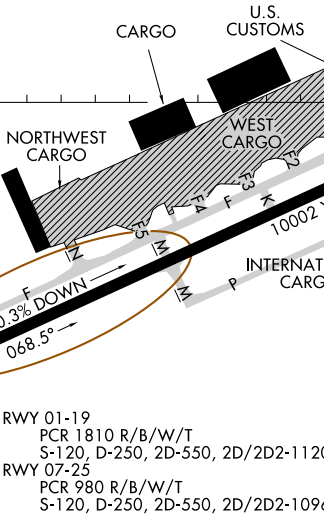 U.S.
CUSTOMS
CARGO
NORTHWEST
CARGO
WEST
CARGO
F2
F3
K
F
F4
F5
N
M
10002
INTERNAT
CARG
F
0.3% DOWN
M
P
068.5°
RWY 01-19
PCR 1810 R/B/W/T
S-120, D-250, 2D-550, 2D/2D2-1120
RWY 07-25
PCR 980 R/B/W/T
S-120, D-250, 2D-550, 2D/2D2-1096